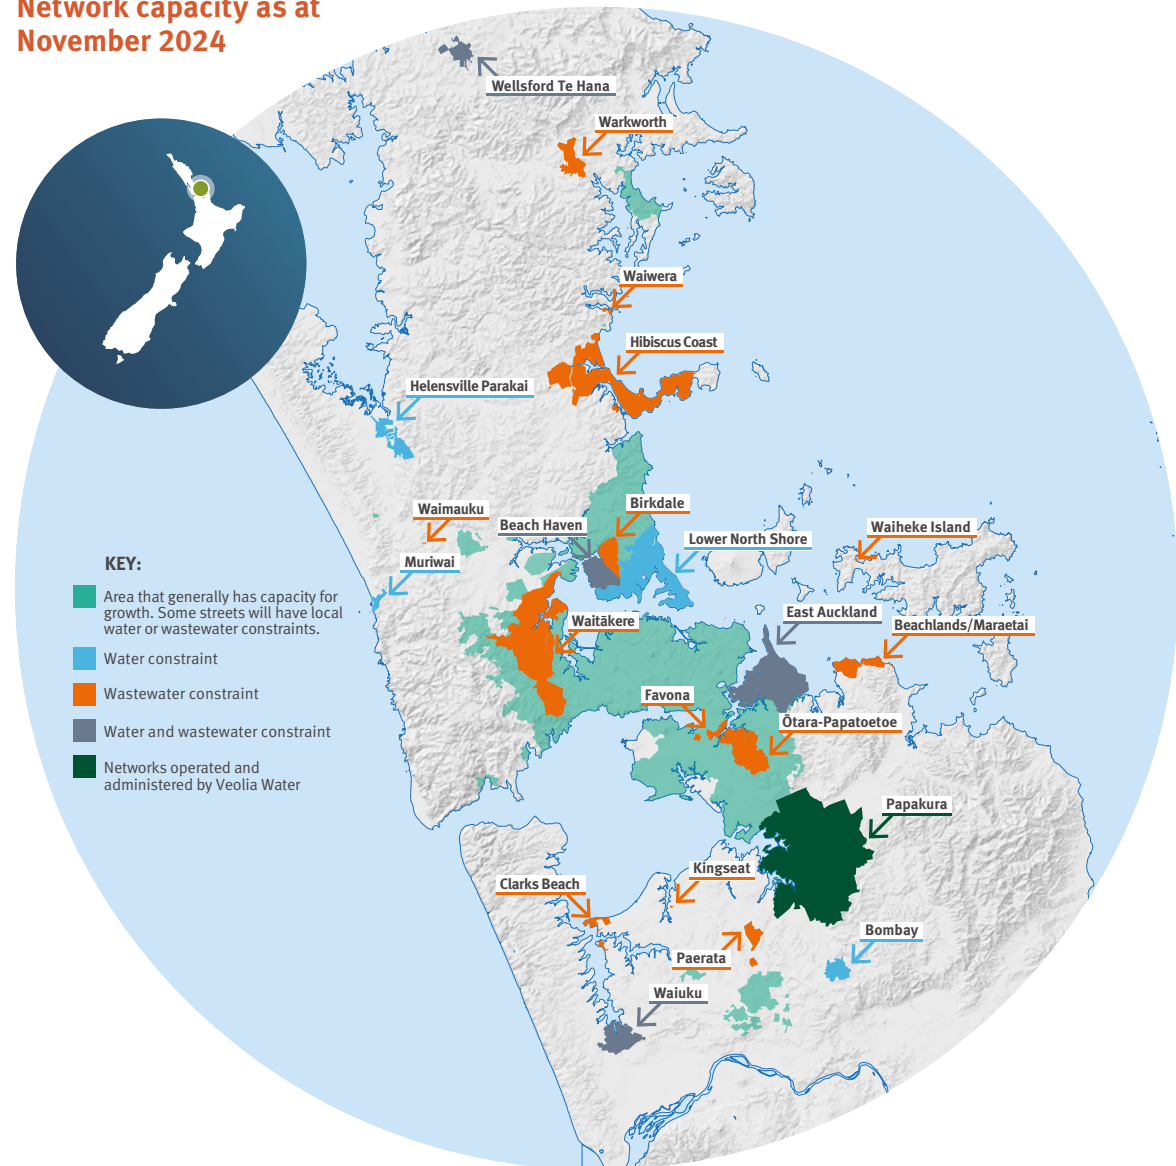 Network capacity as at
November 2024
Wellsford Te Hana
Warkworth
Waiwera
Hibiscus Coast
Helensville Parakai
Waimauku
Birkdale
Beach Haven
Lower North Shore
Waiheke Island
Muriwai
East Auckland
Beachlands/Maraetai
Waitākere
Favona
Ōtara-Papatoetoe
Papakura
Kingseat
Clarks Beach
Bombay
Paerata
Waiuku
KEY:
Area that generally has capacity for
growth. Some streets will have local
water or wastewater constraints.
Water constraint
Wastewater constraint
Water and wastewater constraint
Networks operated and
administered by Veolia Water